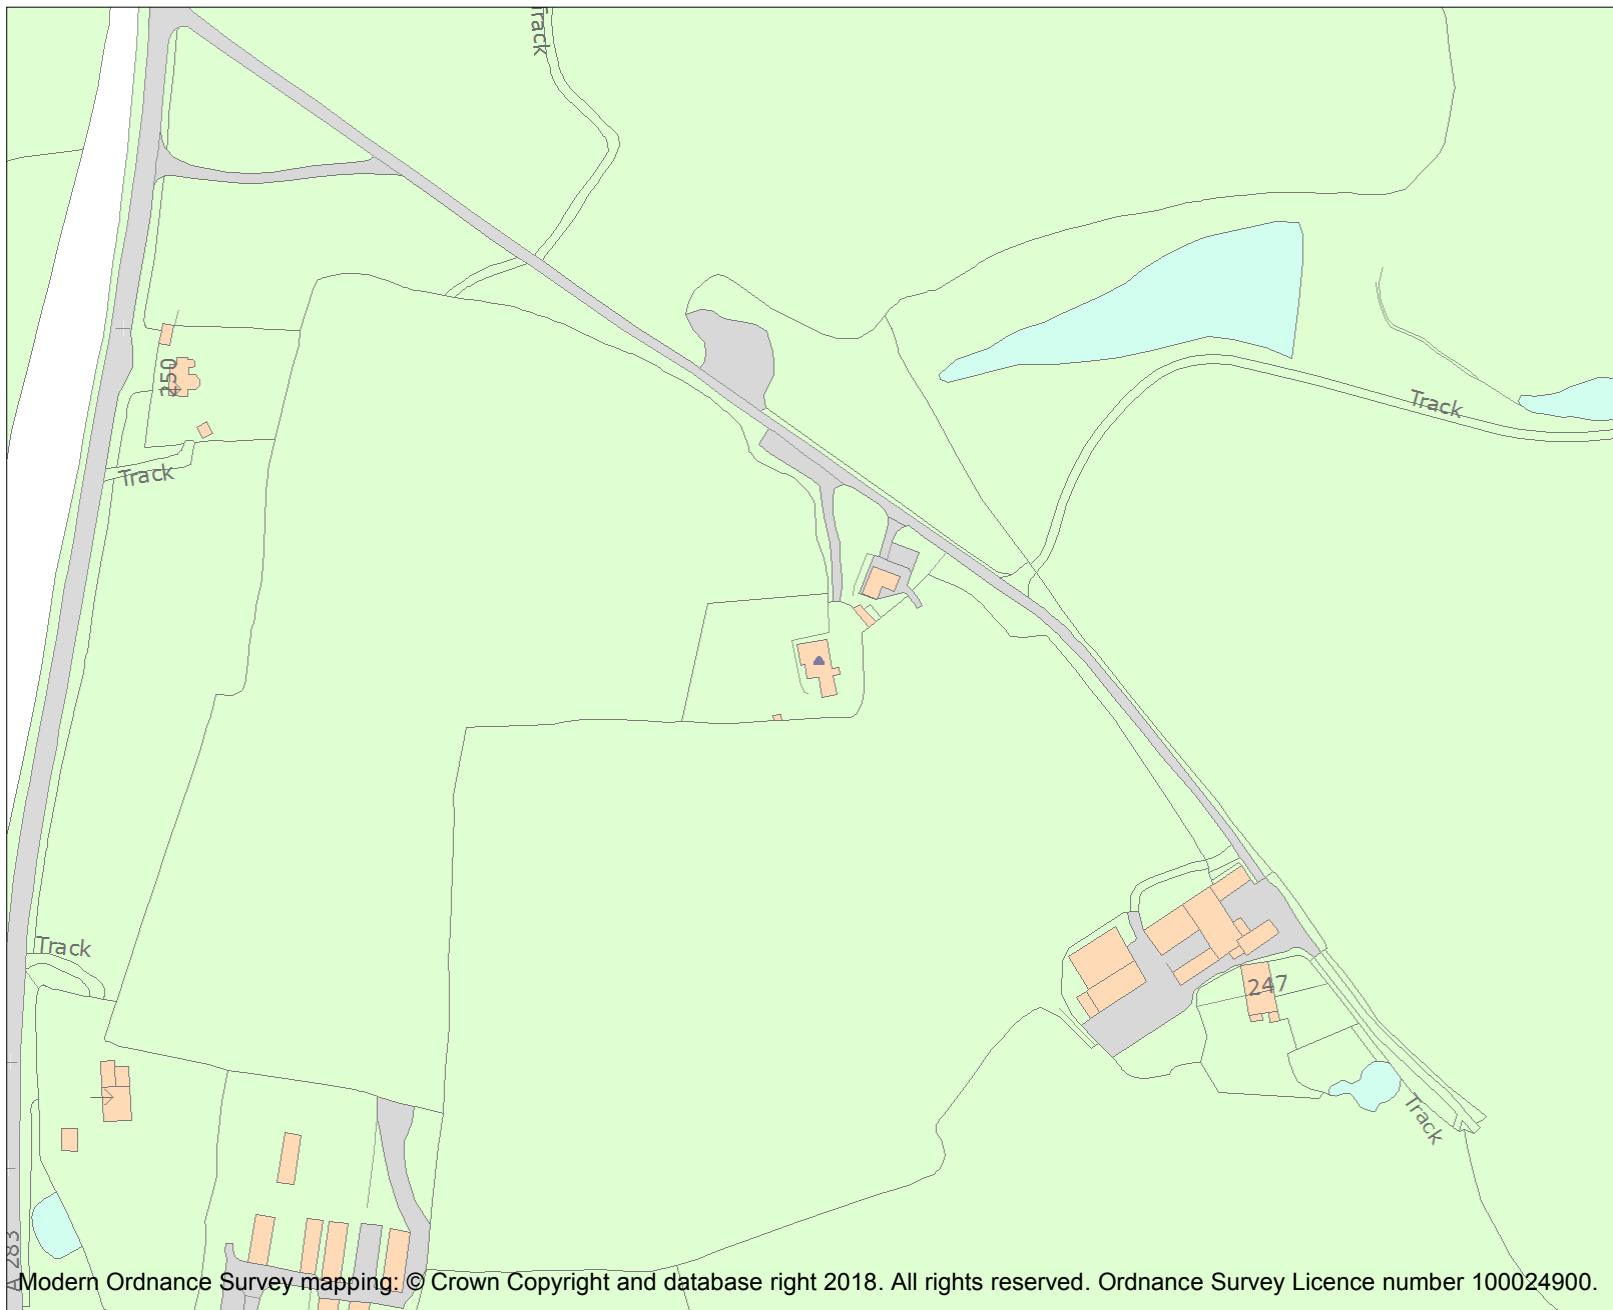 Track
250
Track
Track
Track
247
Track
A 283
Modern Ordnance Survey mapping: © Crown Copyright and database right 2018. All rights reserved. Ordnance Survey Licence number 100024900.